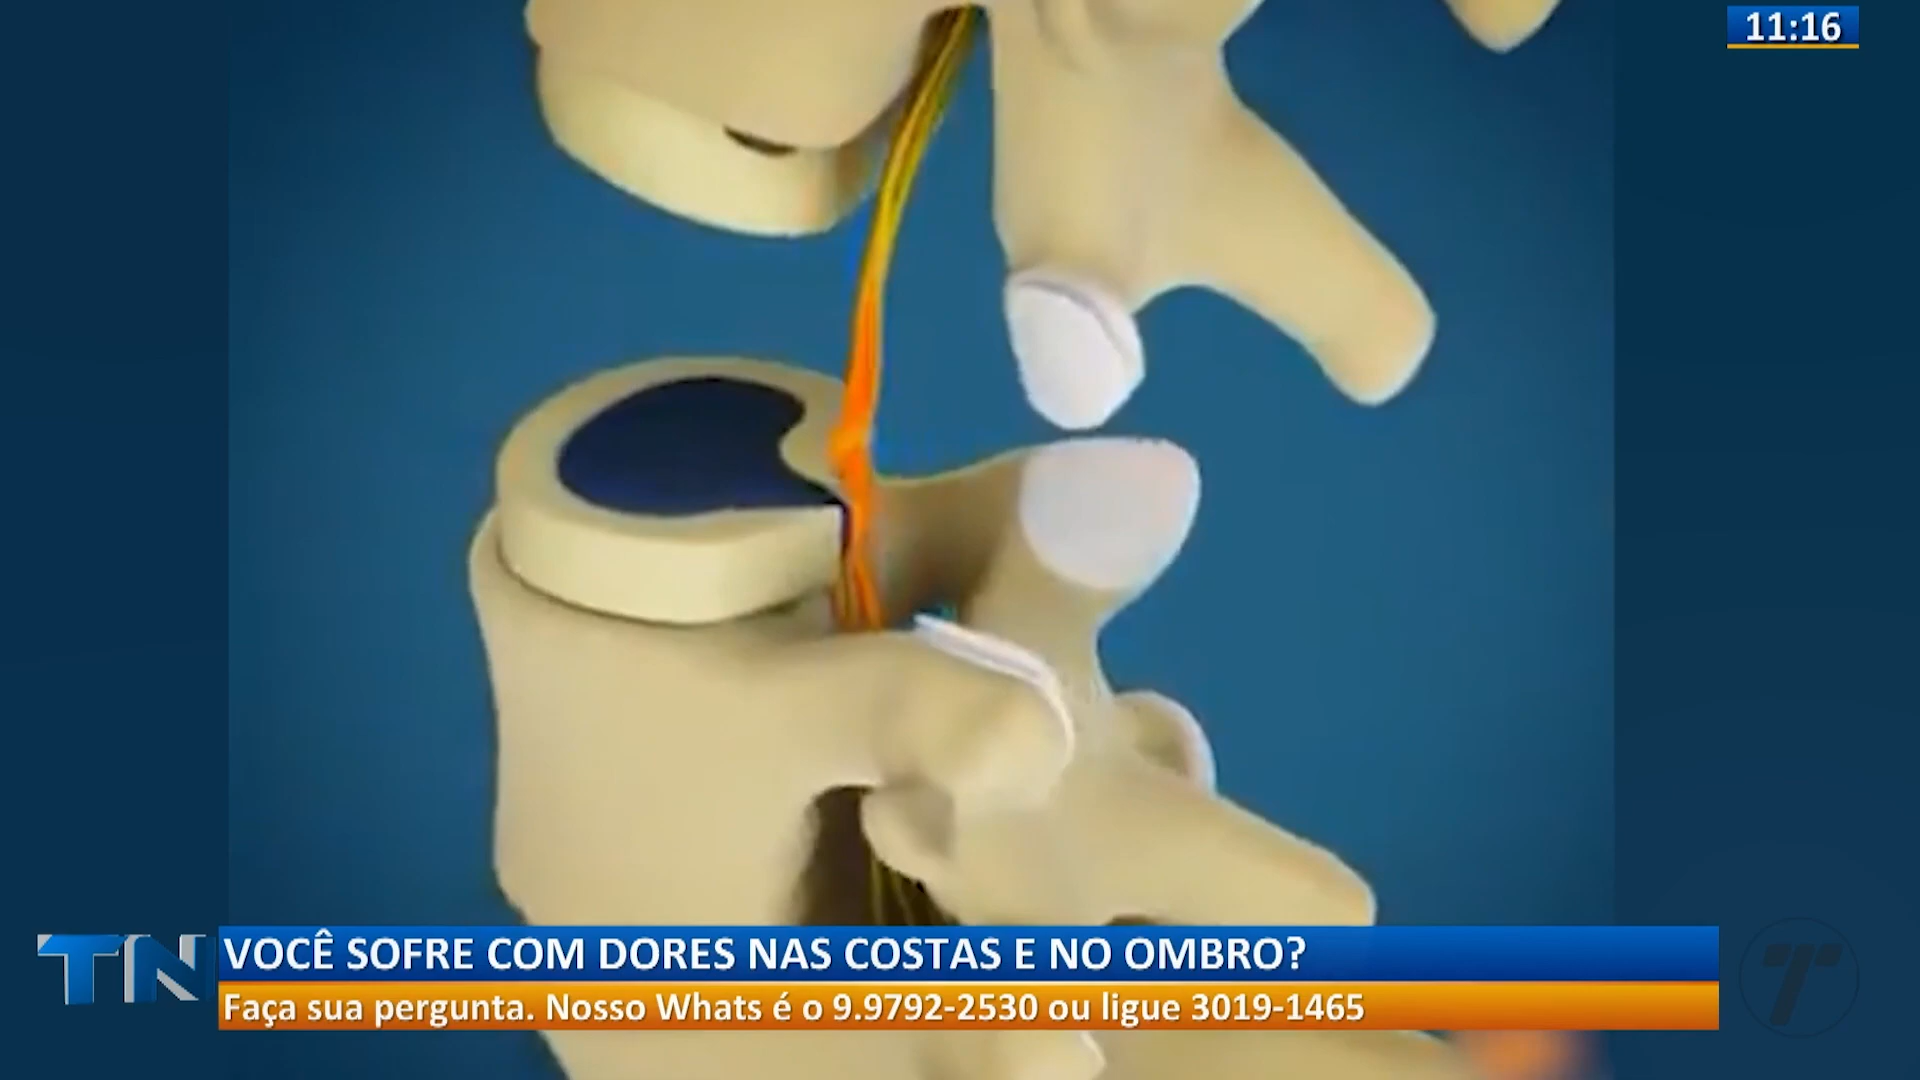 11:16
TN
VOCÊ SOFRE COM DORES NAS COSTAS E NO OMBRO?
Faça sua pergunta. Nosso Whats é o 9.9792-2530 ou ligue 3019-1465
T